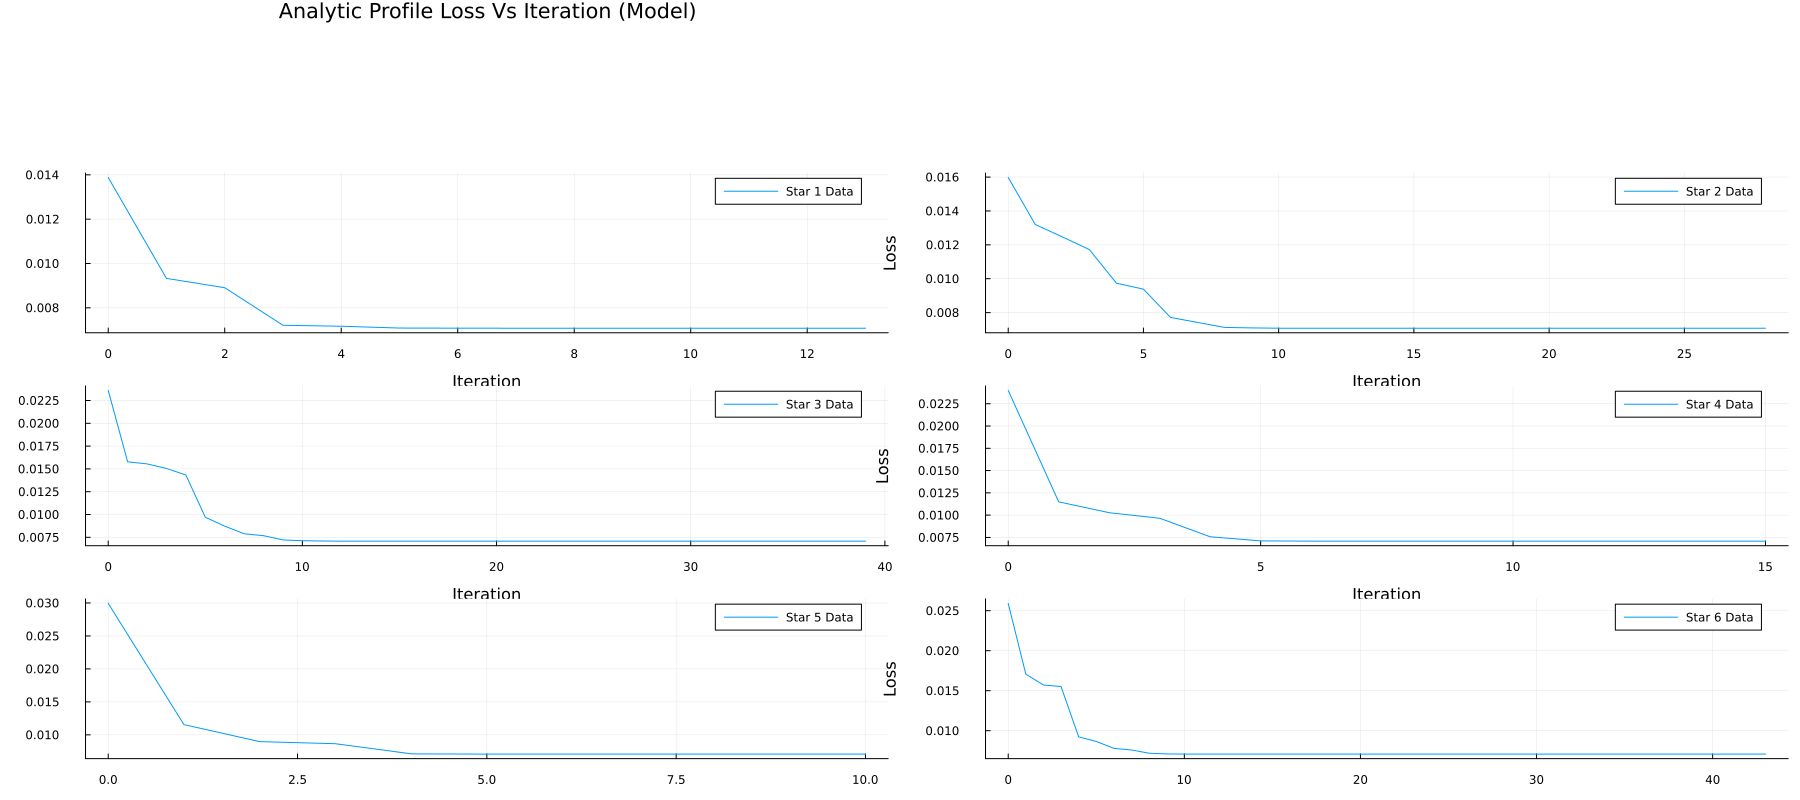 Analytic Profile Loss Vs Iteration (Model)
0.014
0.012
0.010
0.008
0 2 4 6 8 10 12
Iteration
Star 1 Data
Loss
0.016
0.014
0.012
0.010
0.008
0 5 10 15 20 25
Iteration
Star 2 Data
0.0225
0.0200
0.0175
0.0150
0.0125
0.0100
0.0075
0 10 20 30 40
Iteration
Star 3 Data
Loss
0.0225
0.0200
0.0175
0.0150
0.0125
0.0100
0.0075
0 5 10 15
Iteration
Star 4 Data
0.030
0.025
0.020
0.015
0.010
0.0 2.5 5.0 7.5 10.0
Star 5 Data
Loss
0.025
0.020
0.015
0.010
0 10 20 30 40
Star 6 Data